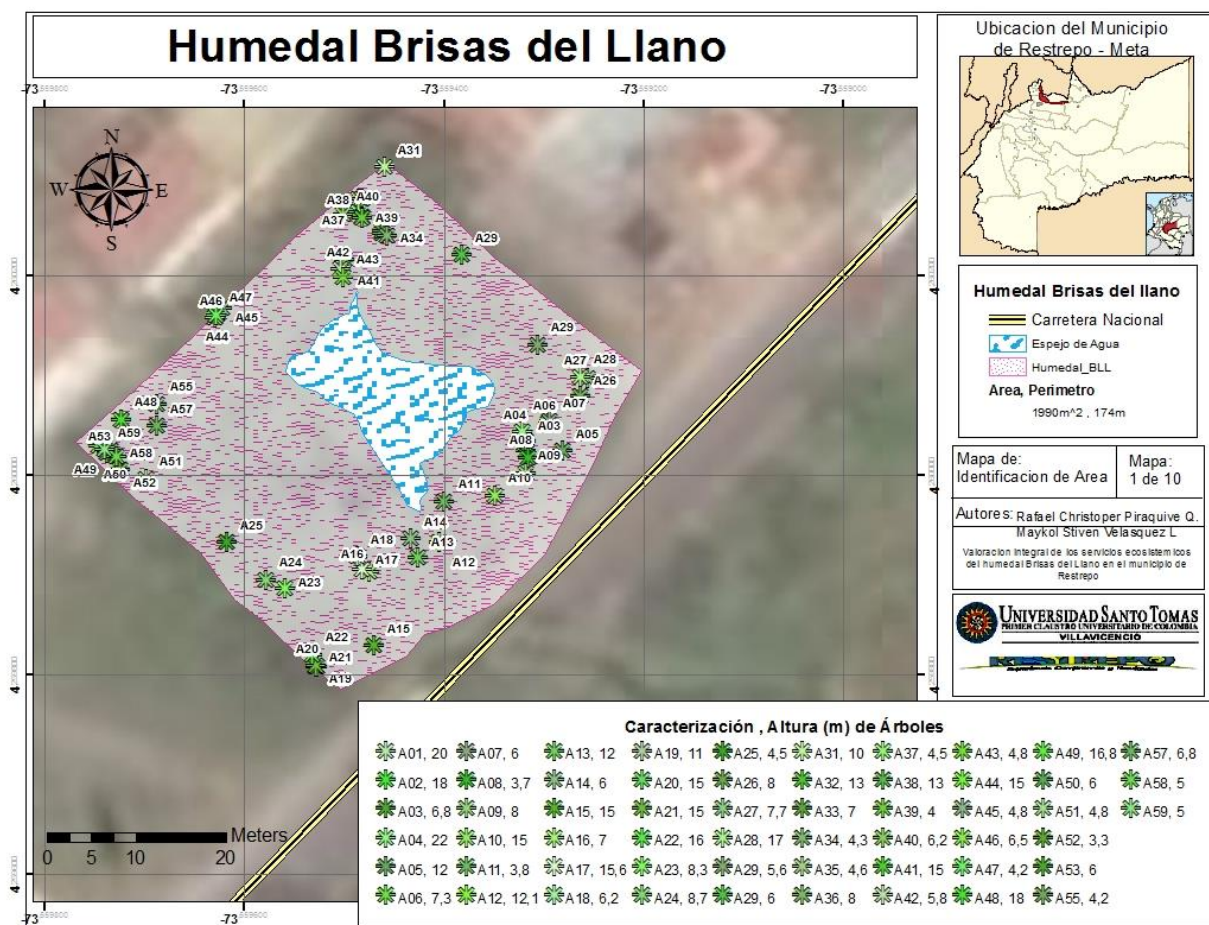 Humedal Brisas del Llano
Ubicacion del Municipio
de Restrepo - Meta
N
W
E
S
A31
A38
A40
A37
A39
A34
A29
A42
A43
A41
A46
A47
A45
A44
A29
A28
A27
A26
A55
A48
A57
A07
A06
A04
A03
A05
A08
A09
A53
A59
A58
A51
A49
A50
A52
A10
A11
A14
A25
A18
A13
A16
A17
A12
A24
A23
A15
A22
A20
A21
A19
Humedal Brisas del llano
Carretera Nacional
Espejo de Agua
Humedal_BLL
Area, Perimetro
1990m^2 , 174m
Mapa de:
Identificacion de Area
Mapa:
1 de 10
Autores: Rafael Christoper Piraquive Q.
Maykol Stiven Velasquez L
Valoracion Integral de los servicios ecosistemicos
del humedal Brisas del Llano en el municipio de
Restrepo
UNIVERSIDAD SANTO TOMAS
PRIMER CLAUSTRO UNIVERSITARIO DE COLOMBIA
VILLAVICENCIO
RESTREPO
Meters
0 5 10 20
Caracterización , Altura (m) de Árboles
A01, 20 A07, 6 A13, 12 A19, 11 A25, 4,5 A31, 10 A37, 4,5 A43, 4,8 A49, 16,8 A57, 6,8
A02, 18 A08, 3,7 A14, 6 A20, 15 A26, 8 A32, 13 A38, 13 A44, 15 A50, 6 A58, 5
A03, 6,8 A09, 8 A15, 15 A21, 15 A27, 7,7 A33, 7 A39, 4 A45, 4,8 A51, 4,8 A59, 5
A04, 22 A10, 15 A16, 7 A22, 16 A28, 17 A34, 4,3 A40, 6,2 A46, 6,5 A52, 3,3
A05, 12 A11, 3,8 A17, 15,6 A23, 8,3 A29, 5,6 A35, 4,6 A41, 15 A47, 4,2 A53, 6
A06, 7,3 A12, 12,1 A18, 6,2 A24, 8,7 A29, 6 A36, 8 A42, 5,8 A48, 18 A55, 4,2